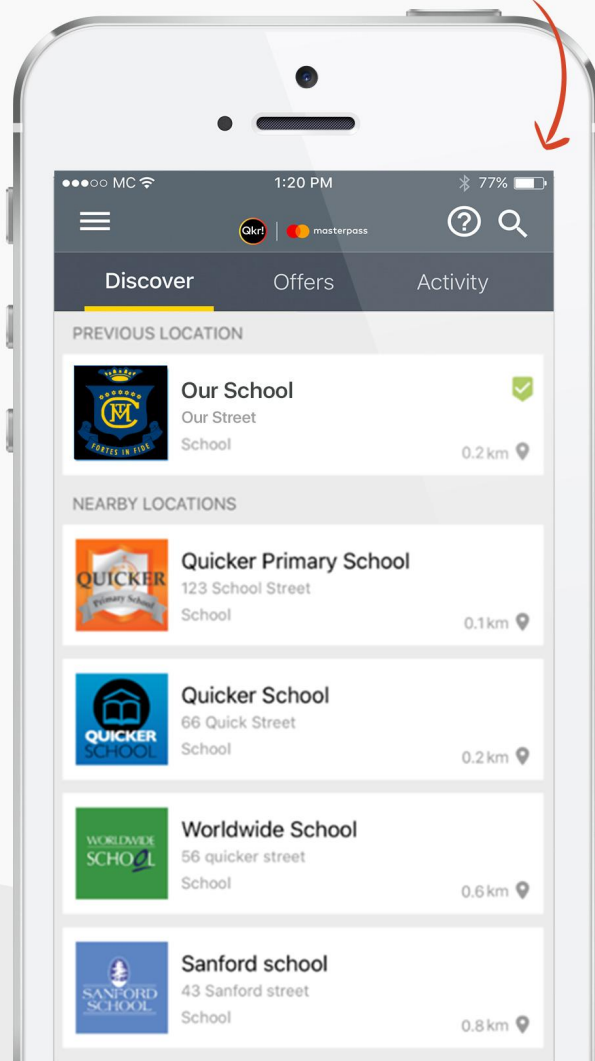 MC
1:20 PM
77%
Qkr!
masterpass
Discover
Offers
Activity
PREVIOUS LOCATION
FORTES IN FIDE
Our School
Our Street
School
0.2 km
NEARBY LOCATIONS
QUICKER
Primary School
Quicker Primary School
123 School Street
School
0.1 km
QUICKER
SCHOOL
Quicker School
66 Quick Street
School
0.2 km
WORLDWIDE
SCHOOL
Worldwide School
56 quicker street
School
0.6 km
SANFORD
SCHOOL
Sanford school
43 Sanford street
School
0.8 km